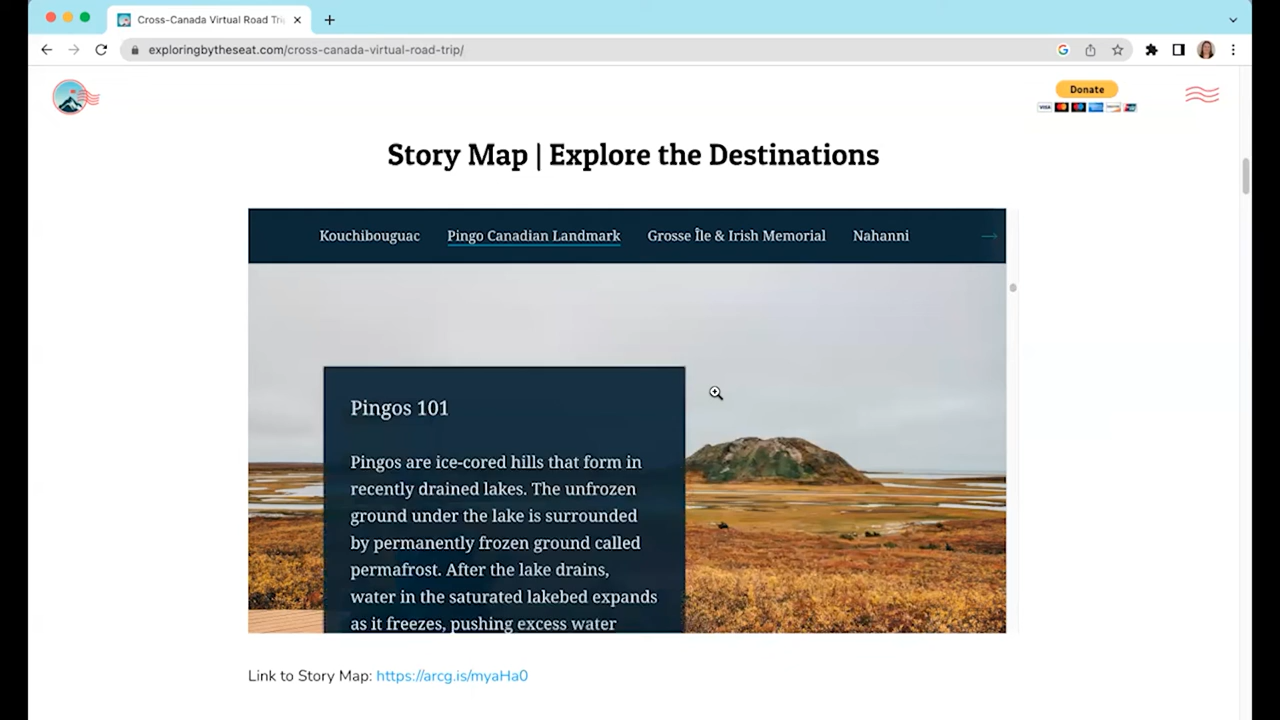 Cross-Canada Virtual Road Tri
exploringbytheseat.com/cross-canada-virtual-road-trip/
Donate
Story Map | Explore the Destinations
Kouchibouguac Pingo Canadian Landmark Grosse Île & Irish Memorial Nahanni →
Pingos 101
Pingos are ice-cored hills that form in
recently drained lakes. The unfrozen
ground under the lake is surrounded
by permanently frozen ground called
permafrost. After the lake drains,
water in the saturated lakebed expands
as it freezes, pushing excess water
Link to Story Map: https://arcg.is/myaHa0